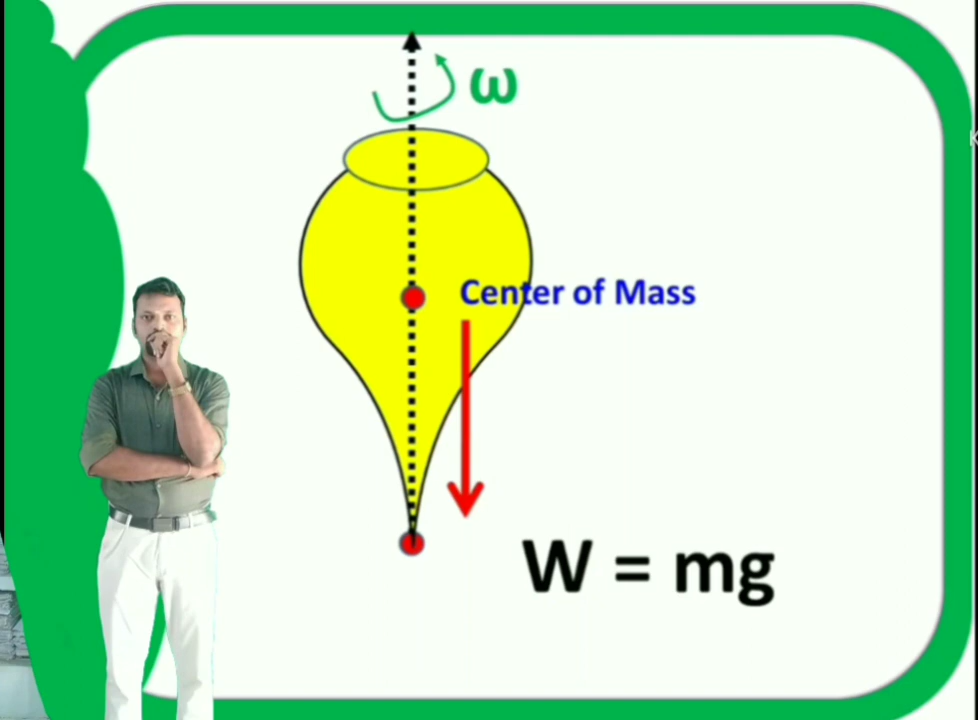 ω
Center of Mass
W = mg